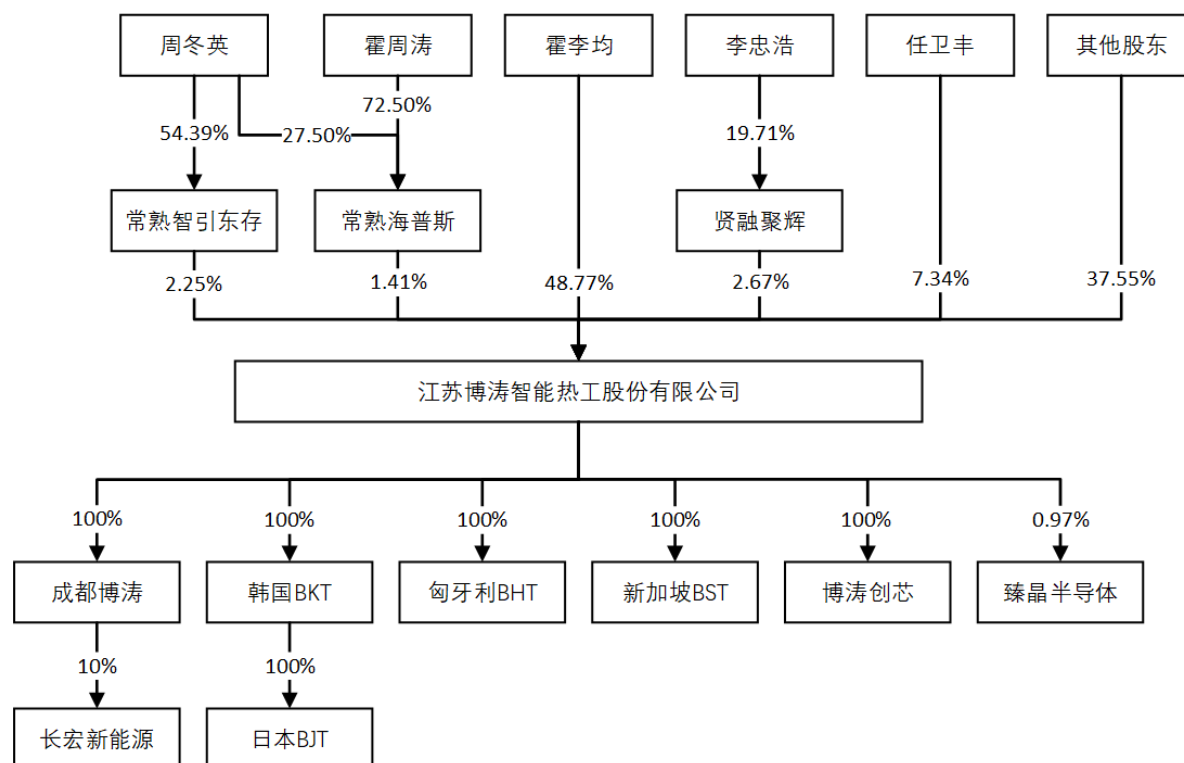 周冬英
霍周涛
霍李均
李忠浩
任卫丰
其他股东
72.50%
54.39%
27.50%
19.71%
常熟智引东存
常熟海普斯
贤融聚辉
2.25%
1.41%
48.77%
2.67%
7.34%
37.55%
江苏博涛智能热工股份有限公司
100%
100%
100%
100%
100%
0.97%
成都博涛
韩国BKT
匈牙利BHT
新加坡BST
博涛创芯
臻晶半导体
10%
100%
长宏新能源
日本BJT